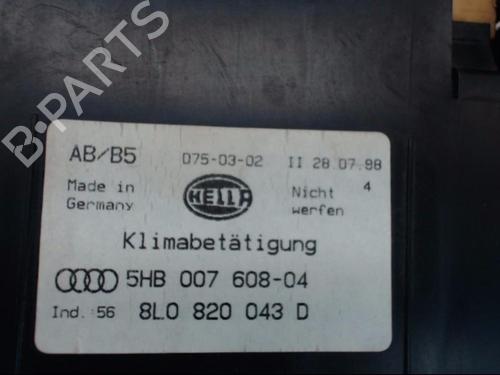 B-PARTS
AB/B5 D75-03-02 II 28.07.98
Made in Germany HELLA Nicht werfen 4
Klimabetätigung
5HB 007 608-04
Ind. 56 8L0 820 043 D